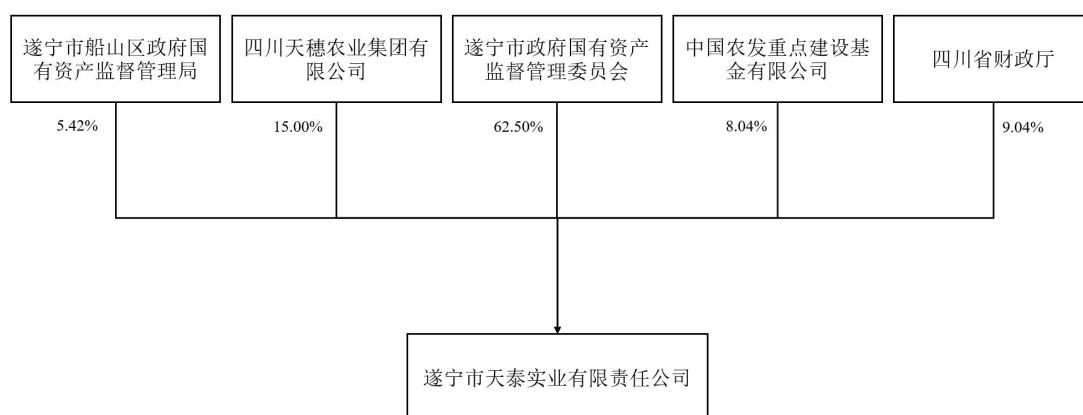 遂宁市船山区政府国
有资产监督管理局
四川天穗农业集团有
限公司
遂宁市政府国有资产
监督管理委员会
中国农发重点建设基
金有限公司
四川省财政厅
5.42%
15.00%
62.50%
8.04%
9.04%
遂宁市天泰实业有限责任公司